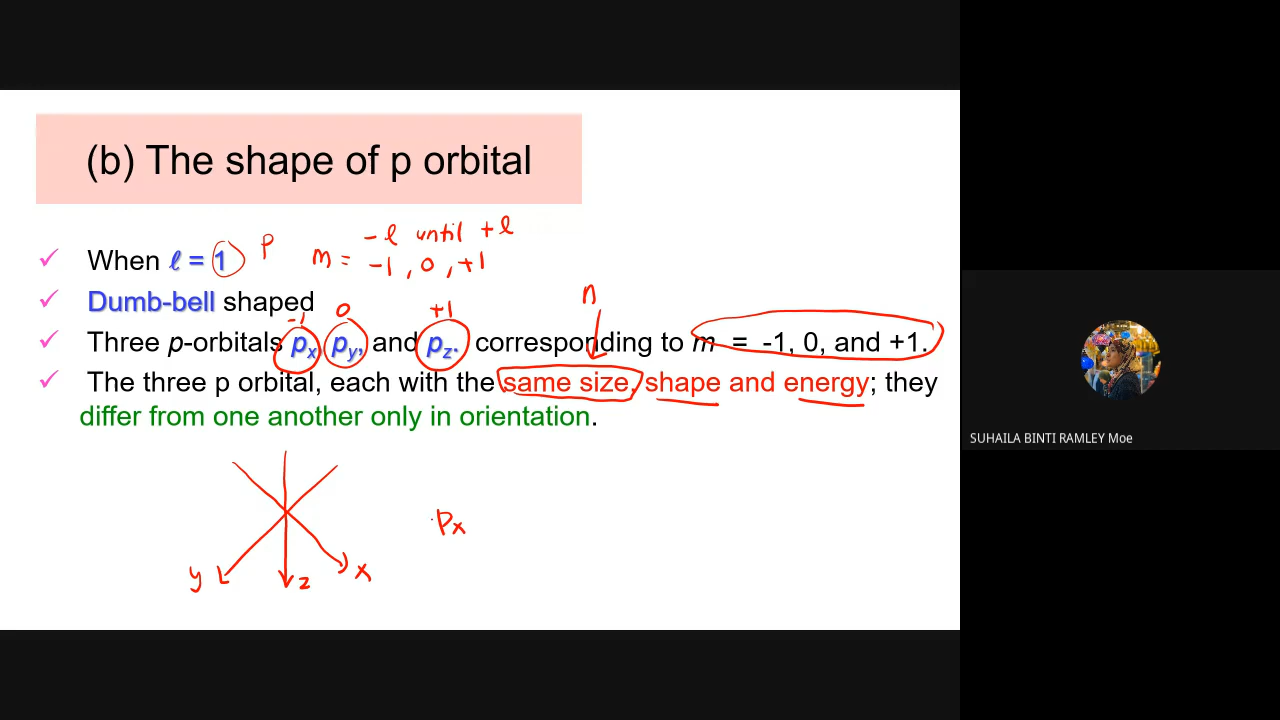 (b) The shape of p orbital
-ℓ until +ℓ
✓ When ℓ = 1 P m = -1, 0, +1
✓ Dumb-bell shaped n
-1 0 +1
✓ Three p-orbitals px py, and pz. corresponding to m = -1, 0, and +1.
✓ The three p orbital, each with the same size, shape and energy; they
differ from one another only in orientation.
SUHAILA BINTI RAMLEY Moe
Px
y z x